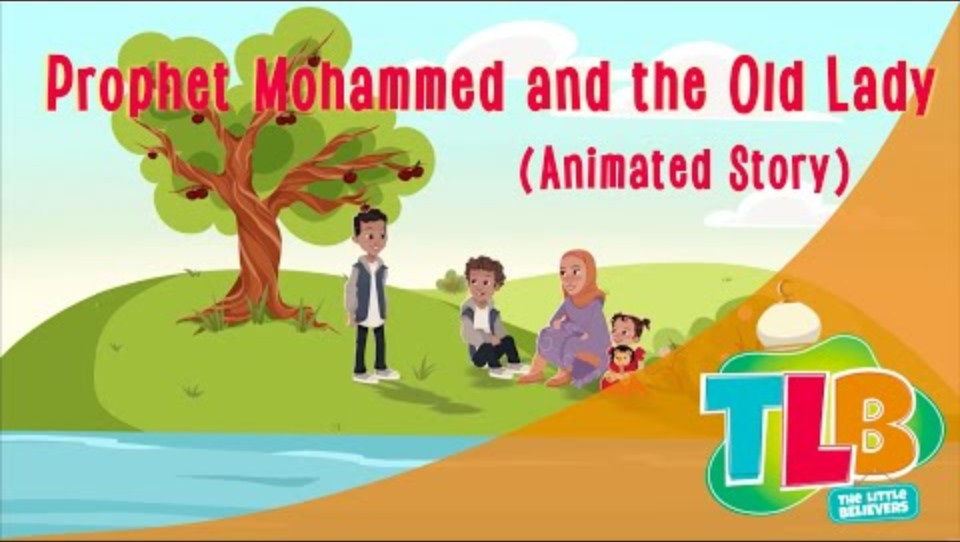 Prophet Mohammed and the Old Lady
(Animated Story)
TLB
THE LITTLE
BELIEVERS